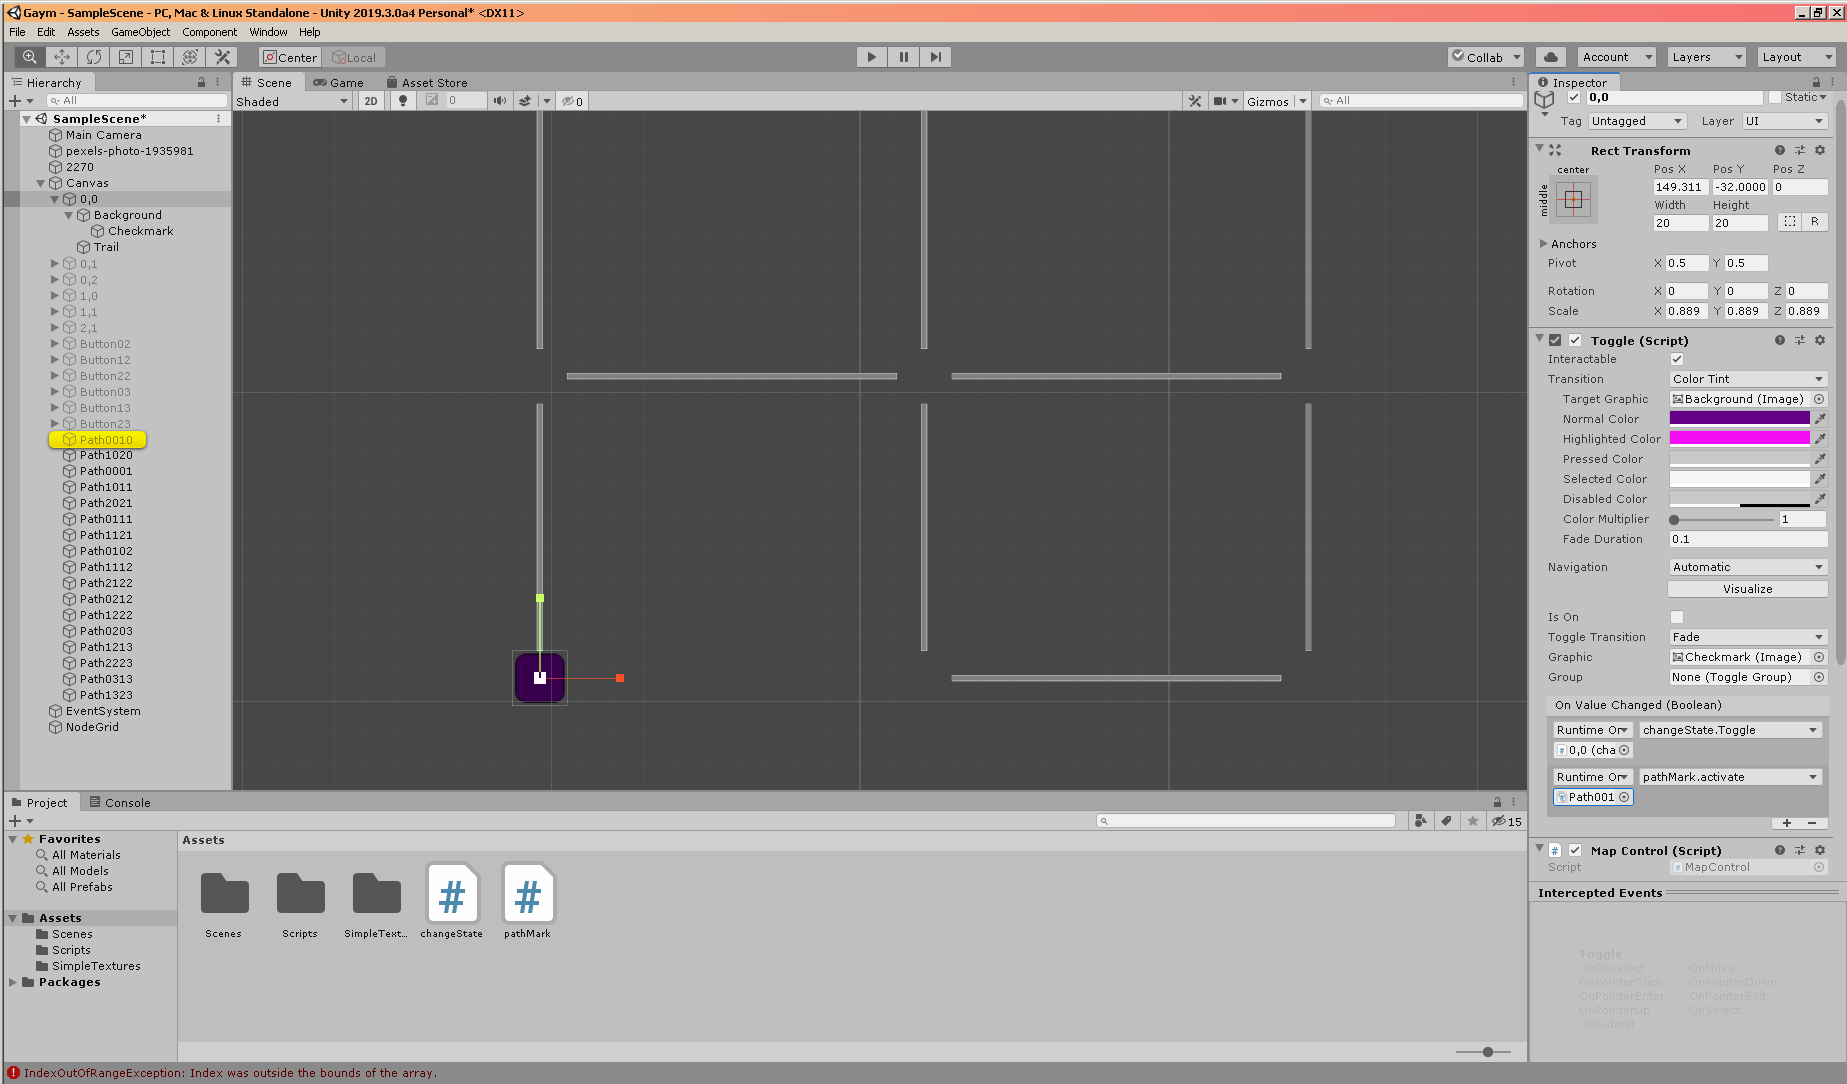 Gaym - SampleScene - PC, Mac & Linux Standalone - Unity 2019.3.0a4 Personal* <DX11>
File Edit Assets GameObject Component Window Help
Center Local Collab Account Layers Layout
Hierarchy
All
SampleScene*
Main Camera
pexels-photo-1935981
2270
Canvas
0,0
Background
Checkmark
Trail
0,1
0,2
1,0
1,1
2,1
Button02
Button12
Button22
Button03
Button13
Button23
Path0010
Path1020
Path0001
Path1011
Path2021
Path0111
Path1121
Path0102
Path1112
Path2122
Path0212
Path1222
Path0203
Path1213
Path2223
Path0313
Path1323
EventSystem
NodeGrid
Scene Game Asset Store
Shaded 2D 0 0 Gizmos All
Inspector
0,0 Static
Tag Untagged Layer UI
Rect Transform
center Pos X Pos Y Pos Z
middle
149.311 -32.0000 0
Width Height
20 20 R
Anchors
Pivot X 0.5 Y 0.5
Rotation X 0 Y 0 Z 0
Scale X 0.889 Y 0.889 Z 0.889
Toggle (Script)
Interactable
Transition Color Tint
Target Graphic Background (Image)
Normal Color
Highlighted Color
Pressed Color
Selected Color
Disabled Color
Color Multiplier 1
Fade Duration 0.1
Navigation Automatic
Visualize
Is On
Toggle Transition Fade
Graphic Checkmark (Image)
Group None (Toggle Group)
On Value Changed (Boolean)
Runtime Or changeState.Toggle
# 0,0 (cha
Runtime Or pathMark.activate
Path001
+ −
# Map Control (Script)
Script # MapControl
Intercepted Events
Toggle
OnDeselect OnMove
OnPointerClick OnPointerDown
OnPointerEnter OnPointerExit
OnPointerUp OnSelect
OnSubmit
Project Console
15
Favorites
All Materials
All Models
All Prefabs
Assets
Scenes
Scripts
SimpleTextures
Packages
Assets
# #
Scenes Scripts SimpleText... changeState pathMark
IndexOutOfRangeException: Index was outside the bounds of the array.